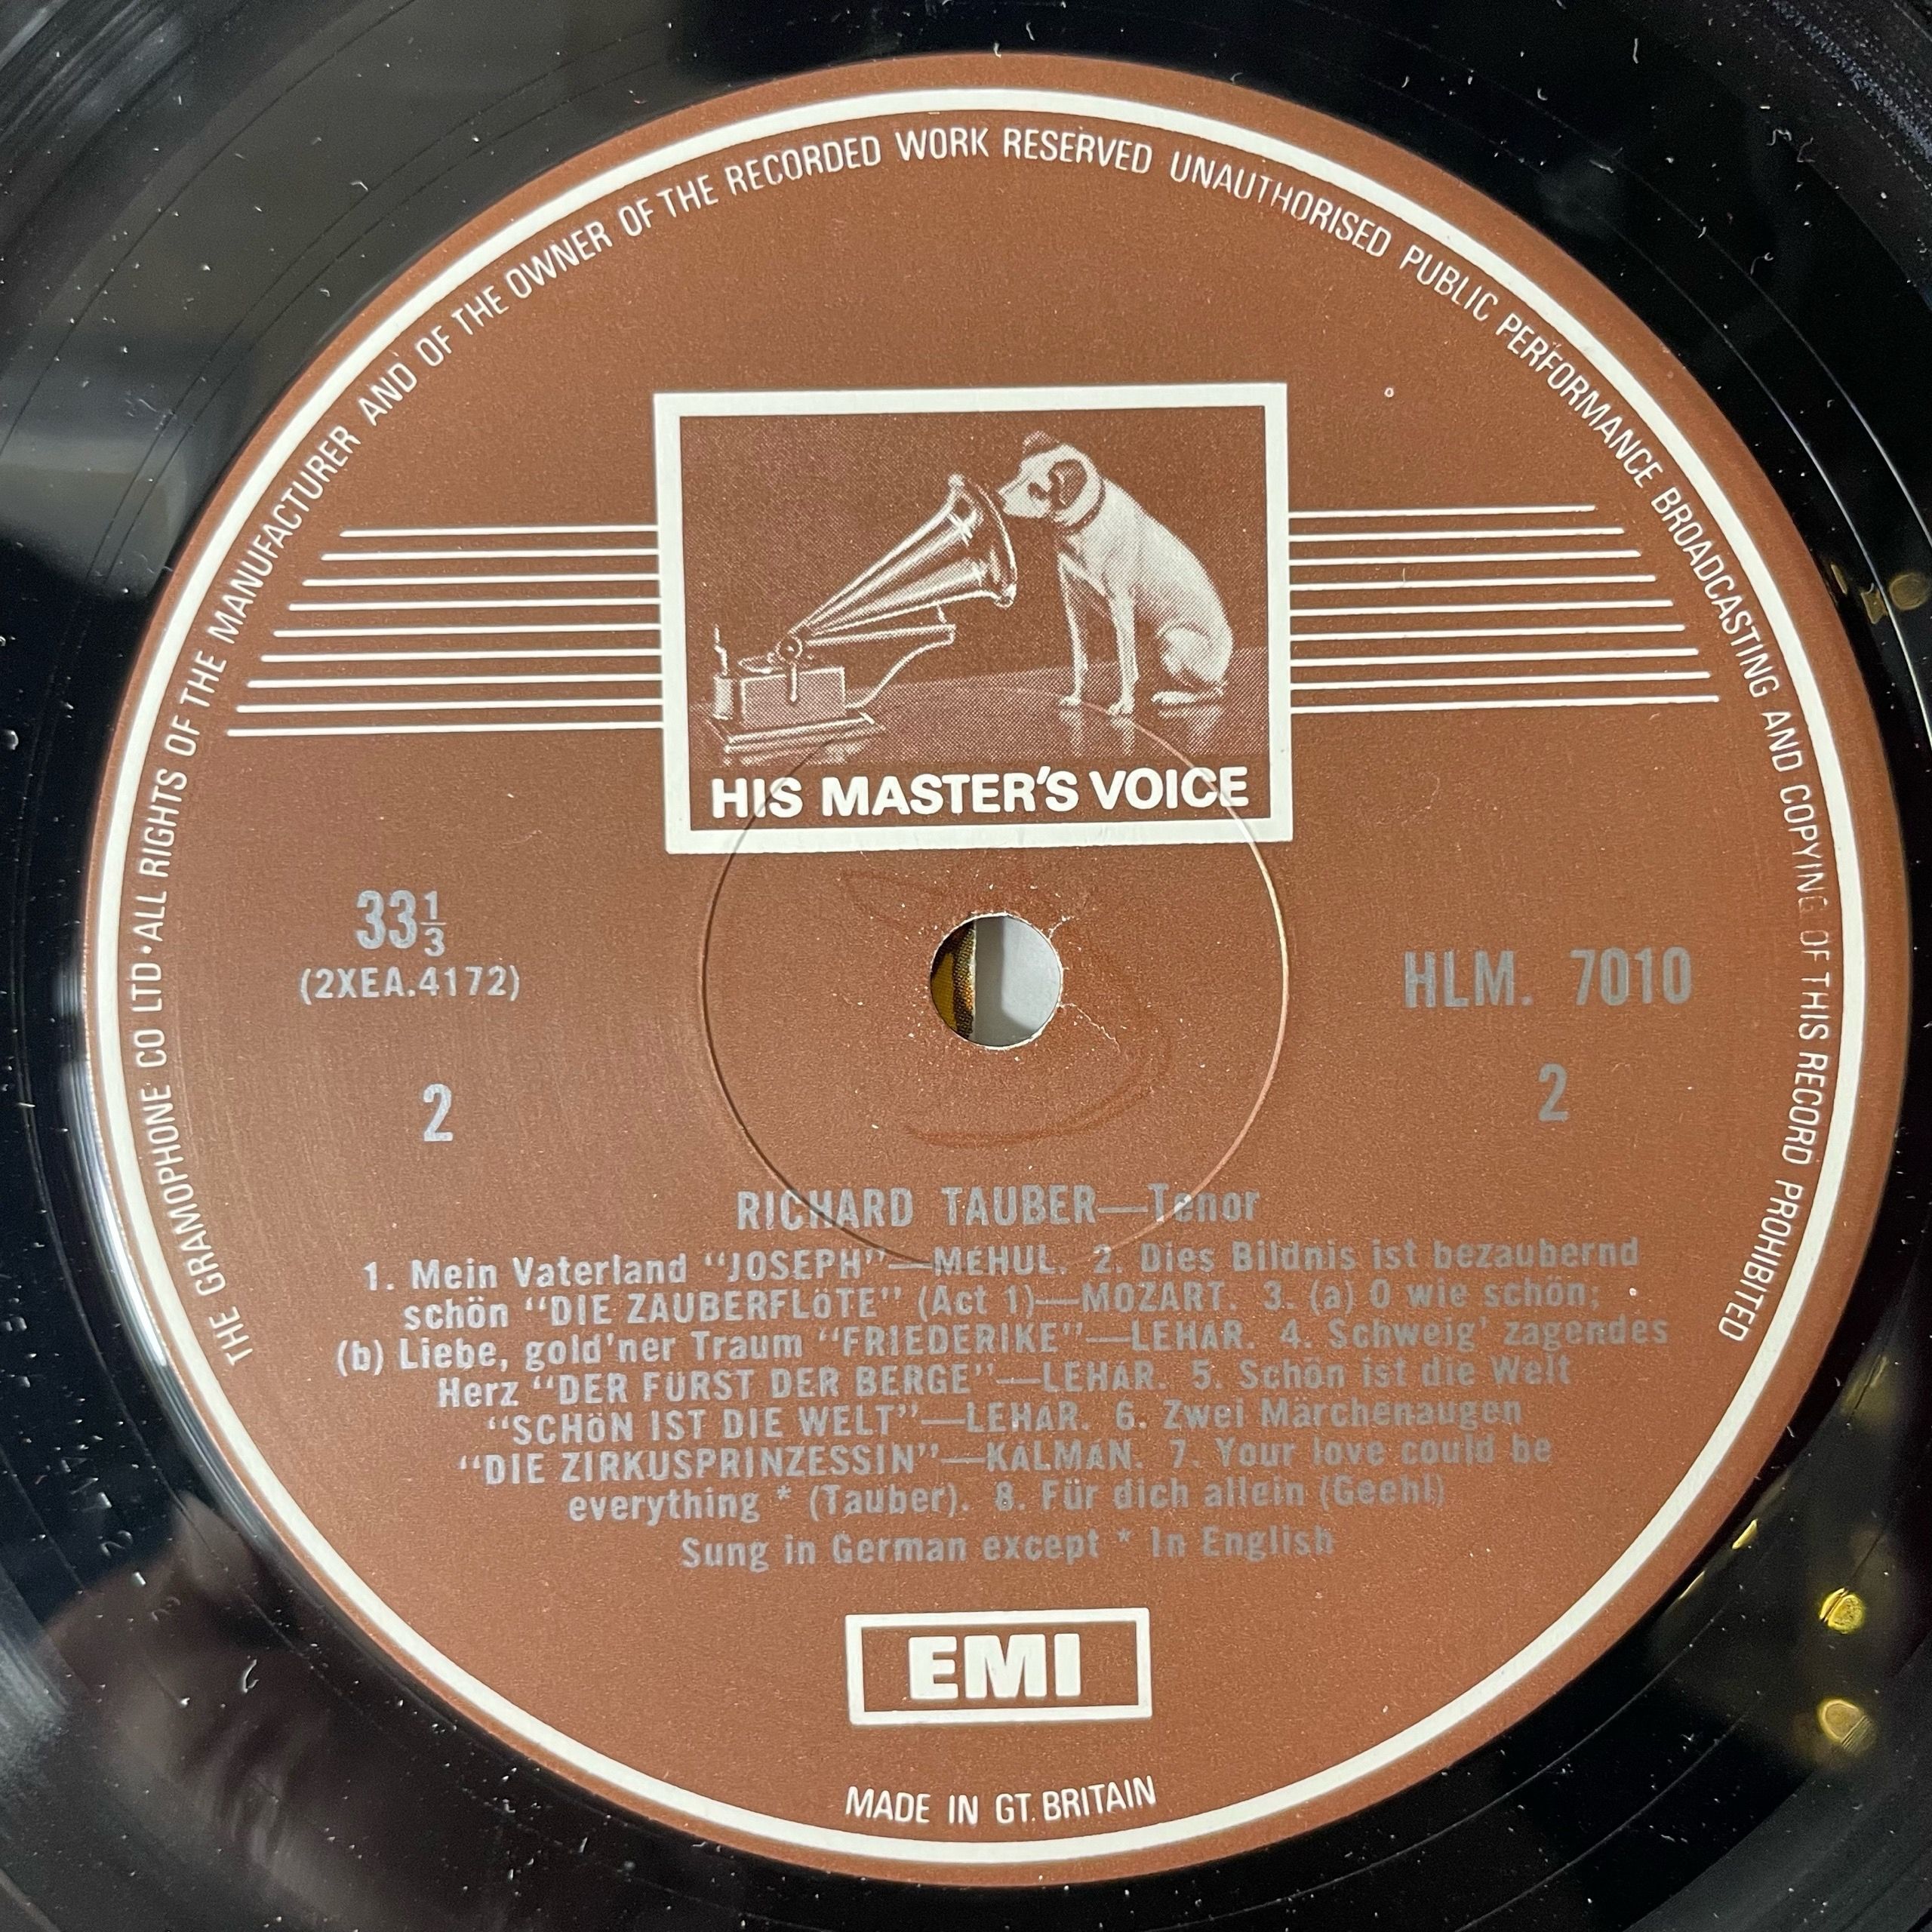 THE GRAMOPHONE CO LTD • ALL RIGHTS OF THE MANUFACTURER AND OF THE OWNER OF THE RECORDED WORK RESERVED UNAUTHORISED PUBLIC PERFORMANCE BROADCASTING AND COPYING OF THIS RECORD PROHIBITED
HIS MASTER'S VOICE
33⅓
(2XEA.4172)
HLM. 7010
2
2
RICHARD TAUBER—Tenor
1. Mein Vaterland "JOSEPH"—MÉHUL. 2. Dies Bildnis ist bezaubernd
schön "DIE ZAUBERFLÖTE" (Act 1)—MOZART. 3. (a) O wie schön;
(b) Liebe, gold'ner Traum "FRIEDERIKE"—LEHÁR. 4. Schweig' zagendes
Herz "DER FÜRST DER BERGE"—LEHÁR. 5. Schön ist die Welt
"SCHÖN IST DIE WELT"—LEHÁR. 6. Zwei Märchenaugen
"DIE ZIRKUSPRINZESSIN"—KÁLMÁN. 7. Your love could be
everything * (Tauber). 8. Für dich allein (Geehl)
Sung in German except * In English
EMI
MADE IN GT. BRITAIN